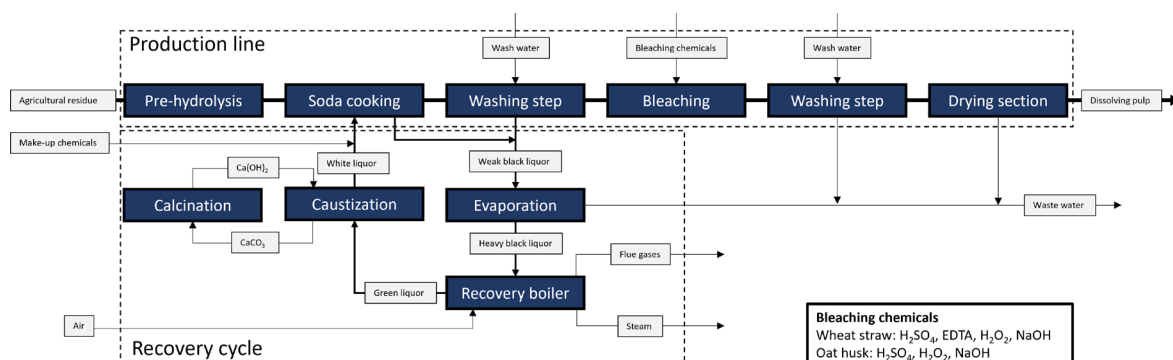 Production line
Wash water
Bleaching chemicals
Wash water
Agricultural residue
Pre-hydrolysis
Soda cooking
Washing step
Bleaching
Washing step
Drying section
Dissolving pulp
Make-up chemicals
White liquor
Weak black liquor
Ca(OH)₂
Calcination
Caustization
Evaporation
Waste water
CaCO₃
Heavy black liquor
Flue gases
Green liquor
Recovery boiler
Air
Steam
Recovery cycle
Bleaching chemicals
Wheat straw: H₂SO₄, EDTA, H₂O₂, NaOH
Oat husk: H₂SO₄, H₂O₂, NaOH